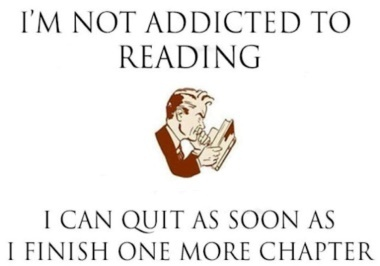 I'M NOT ADDICTED TO
READING
I CAN QUIT AS SOON AS
I FINISH ONE MORE CHAPTER